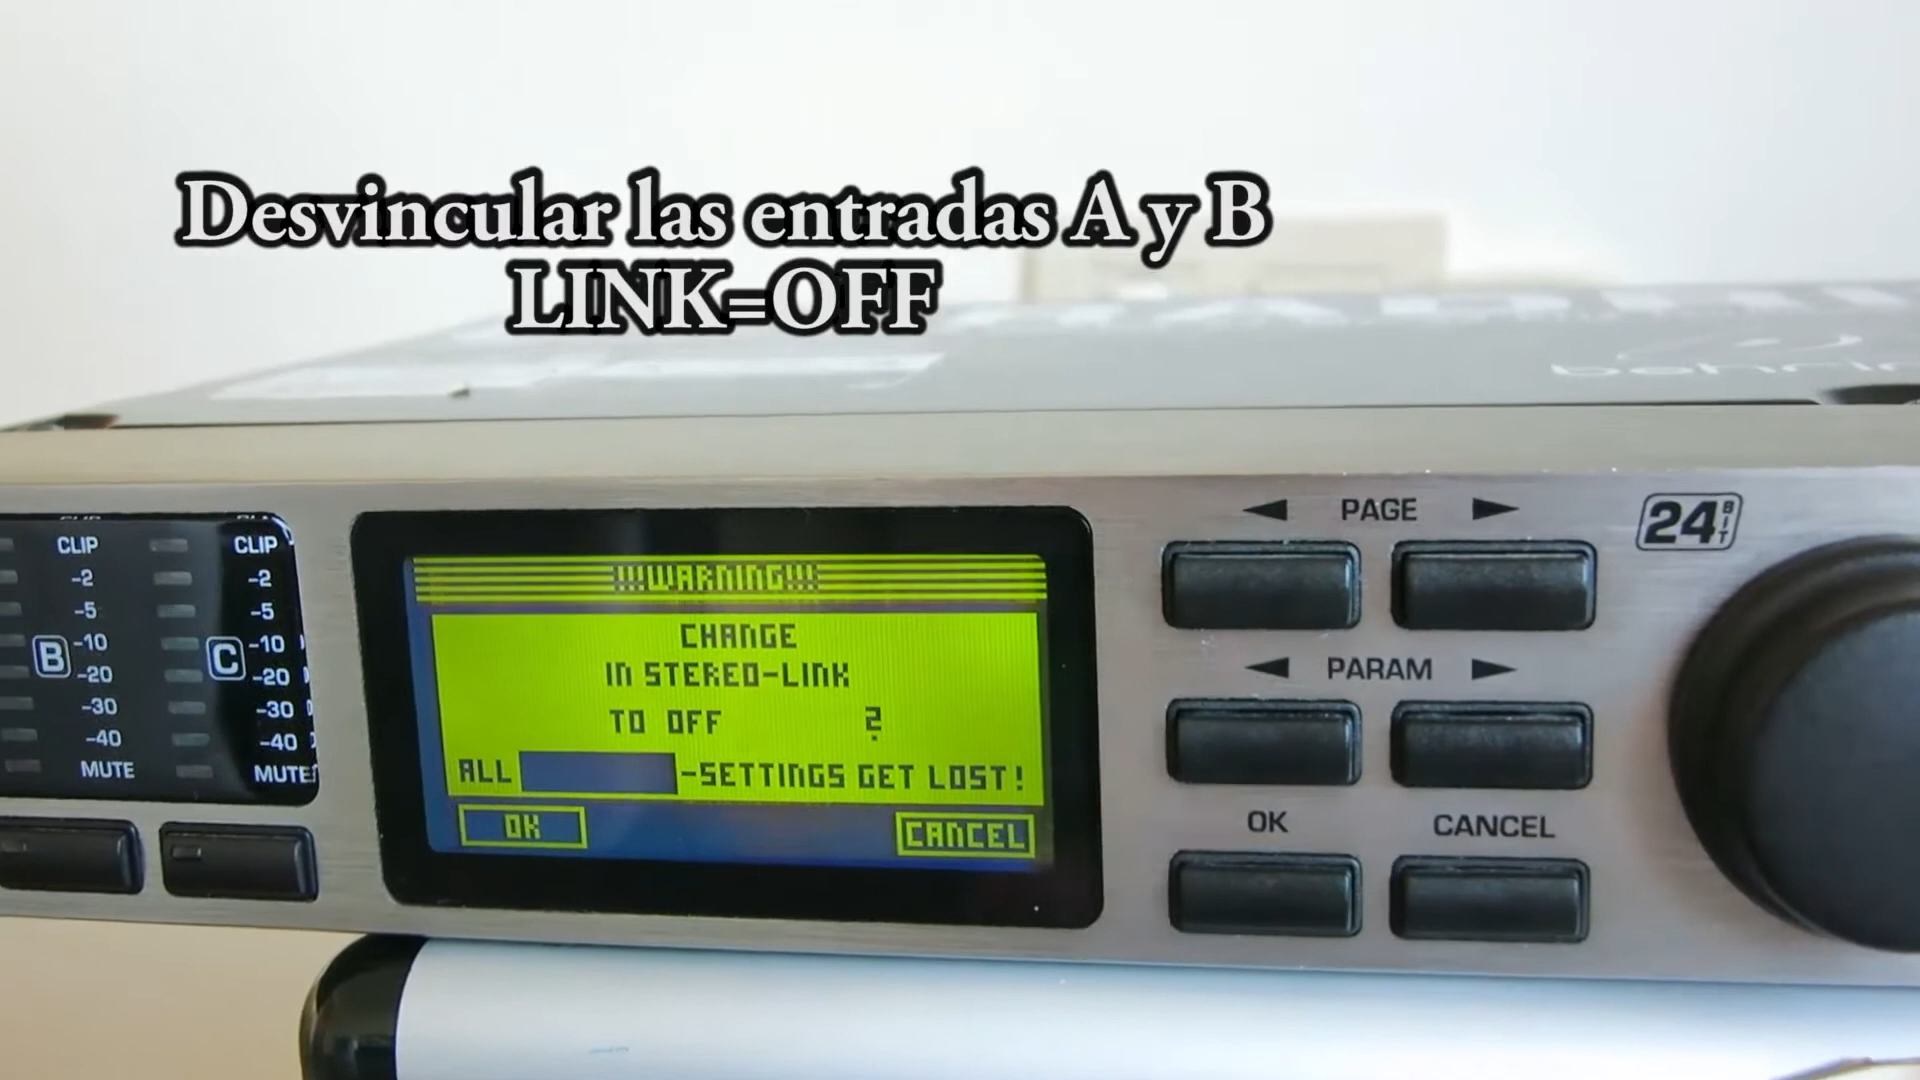 Desvincular las entradas A y B
LINK=OFF
CLIP
-2
-5
B
-10
-20
-30
-40
MUTE
CLIP
-2
-5
C
-10
-20
-30
-40
MUTE
!!!WARNING!!!
CHANGE
IN STEREO-LINK
TO OFF ?
ALL -SETTINGS GET LOST!
OK CANCEL
PAGE
PARAM
OK CANCEL
24 BIT